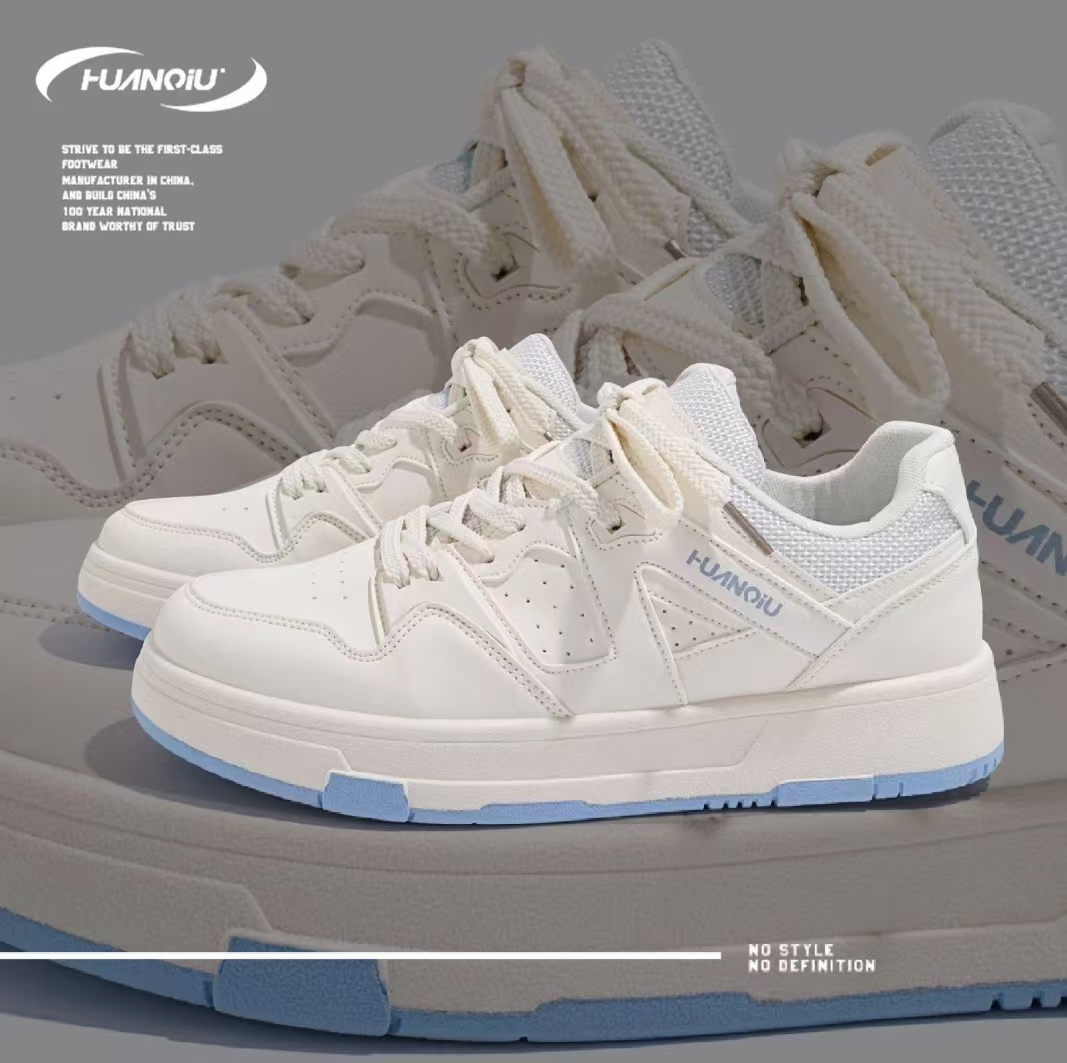 HUANQIU
STRIVE TO BE THE FIRST-CLASS
FOOTWEAR
MANUFACTURER IN CHINA.
AND BUILD CHINA'S
100 YEAR NATIONAL
BRAND WORTHY OF TRUST
HUANQIU
HUAN
NO STYLE
NO DEFINITION